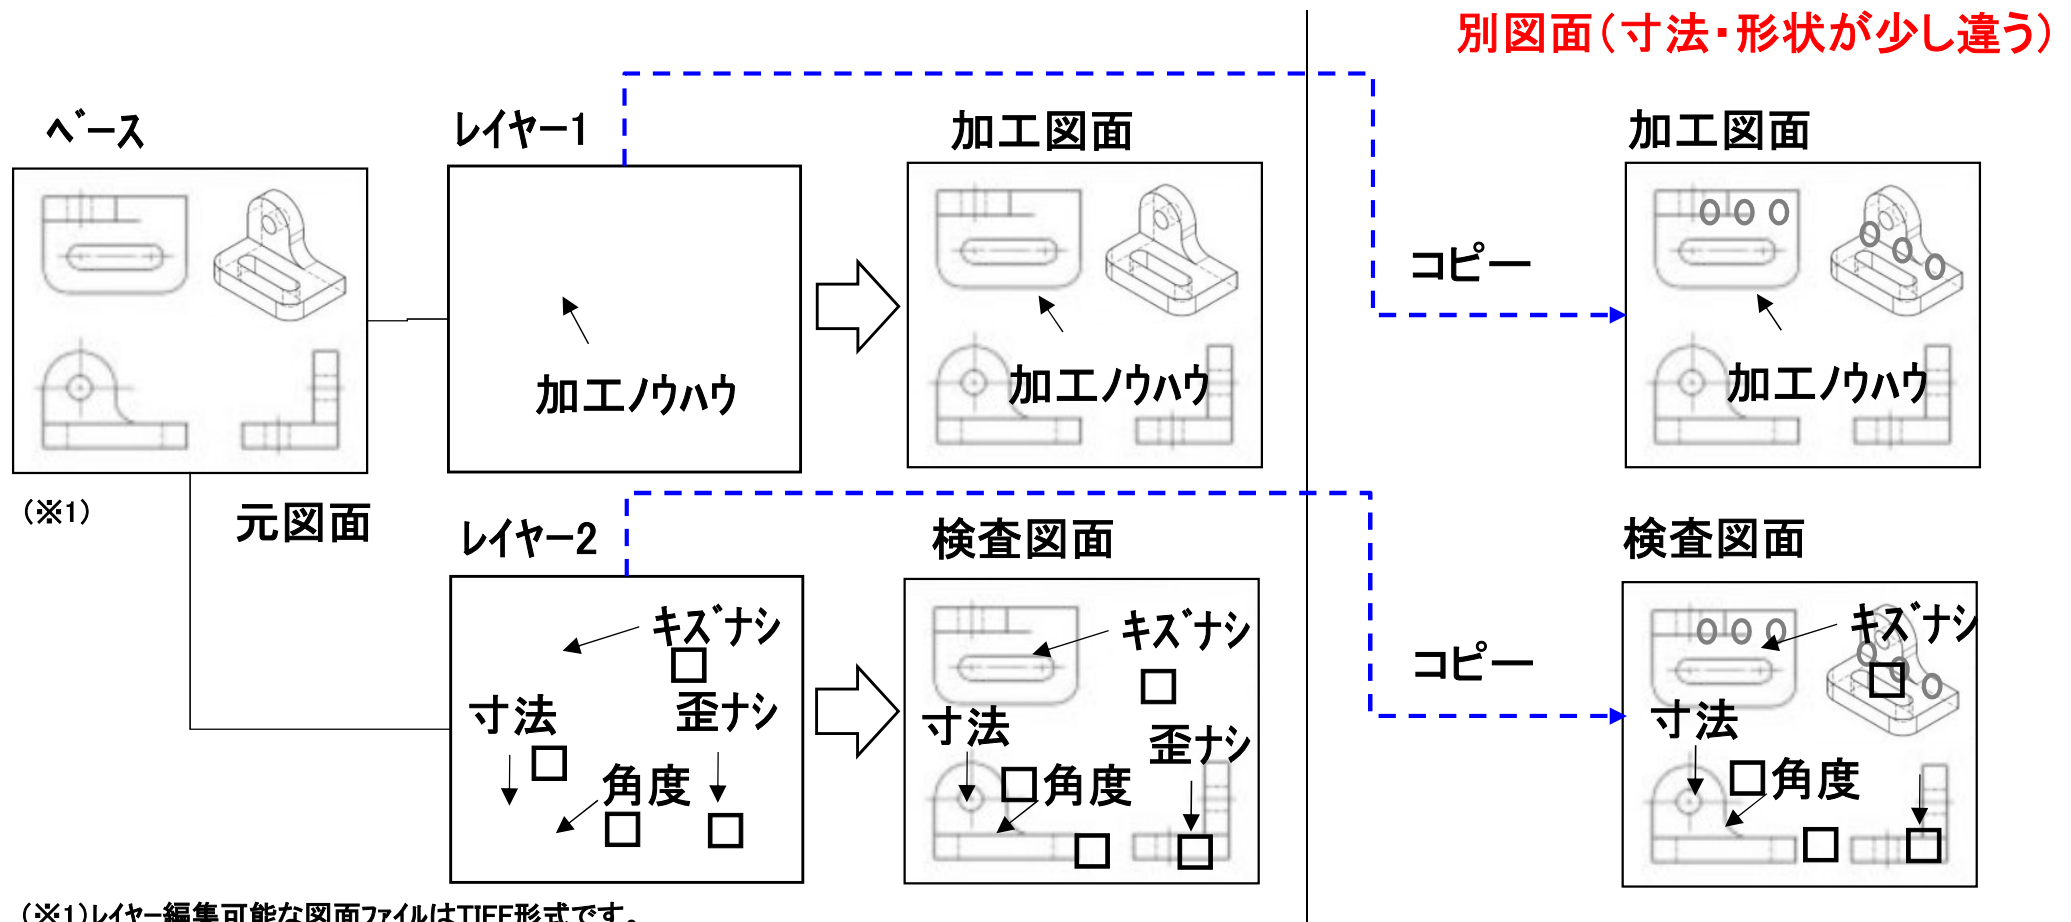 別図面（寸法・形状が少し違う）
ﾍﾞｰｽ
ﾚｲﾔｰ1
加工図面
加工図面
コピー
加工ﾉｳﾊｳ
加工ﾉｳﾊｳ
加工ﾉｳﾊｳ
（※1）
元図面
ﾚｲﾔｰ2
検査図面
検査図面
ｷｽﾞﾅｼ
寸法
歪ﾅｼ
角度
ｷｽﾞﾅｼ
寸法
歪ﾅｼ
角度
コピー
ｷｽﾞﾅｼ
寸法
角度
（※1）ﾚｲﾔｰ編集可能な図面ﾌｧｲﾙはTIFF形式です。